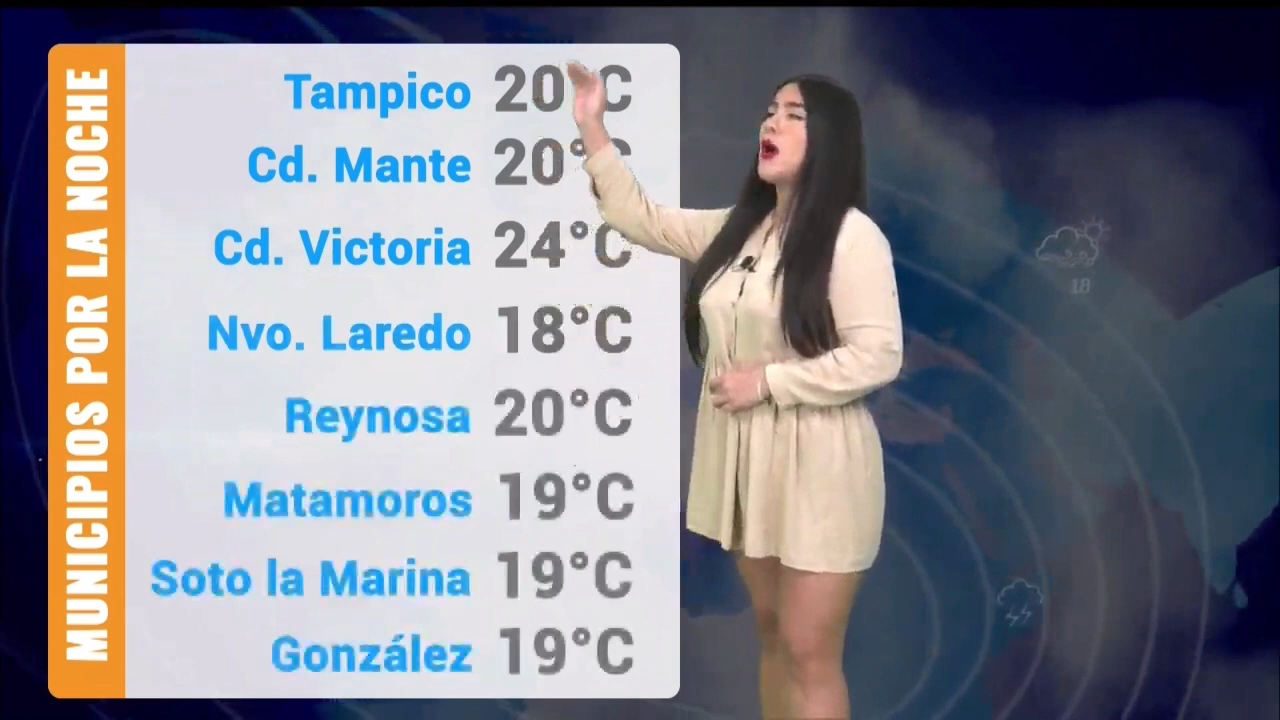 MUNICIPIOS POR LA NOCHE
Tampico 20°C
Cd. Mante 20°C
Cd. Victoria 24°C
Nvo. Laredo 18°C
Reynosa 20°C
Matamoros 19°C
Soto la Marina 19°C
González 19°C
18